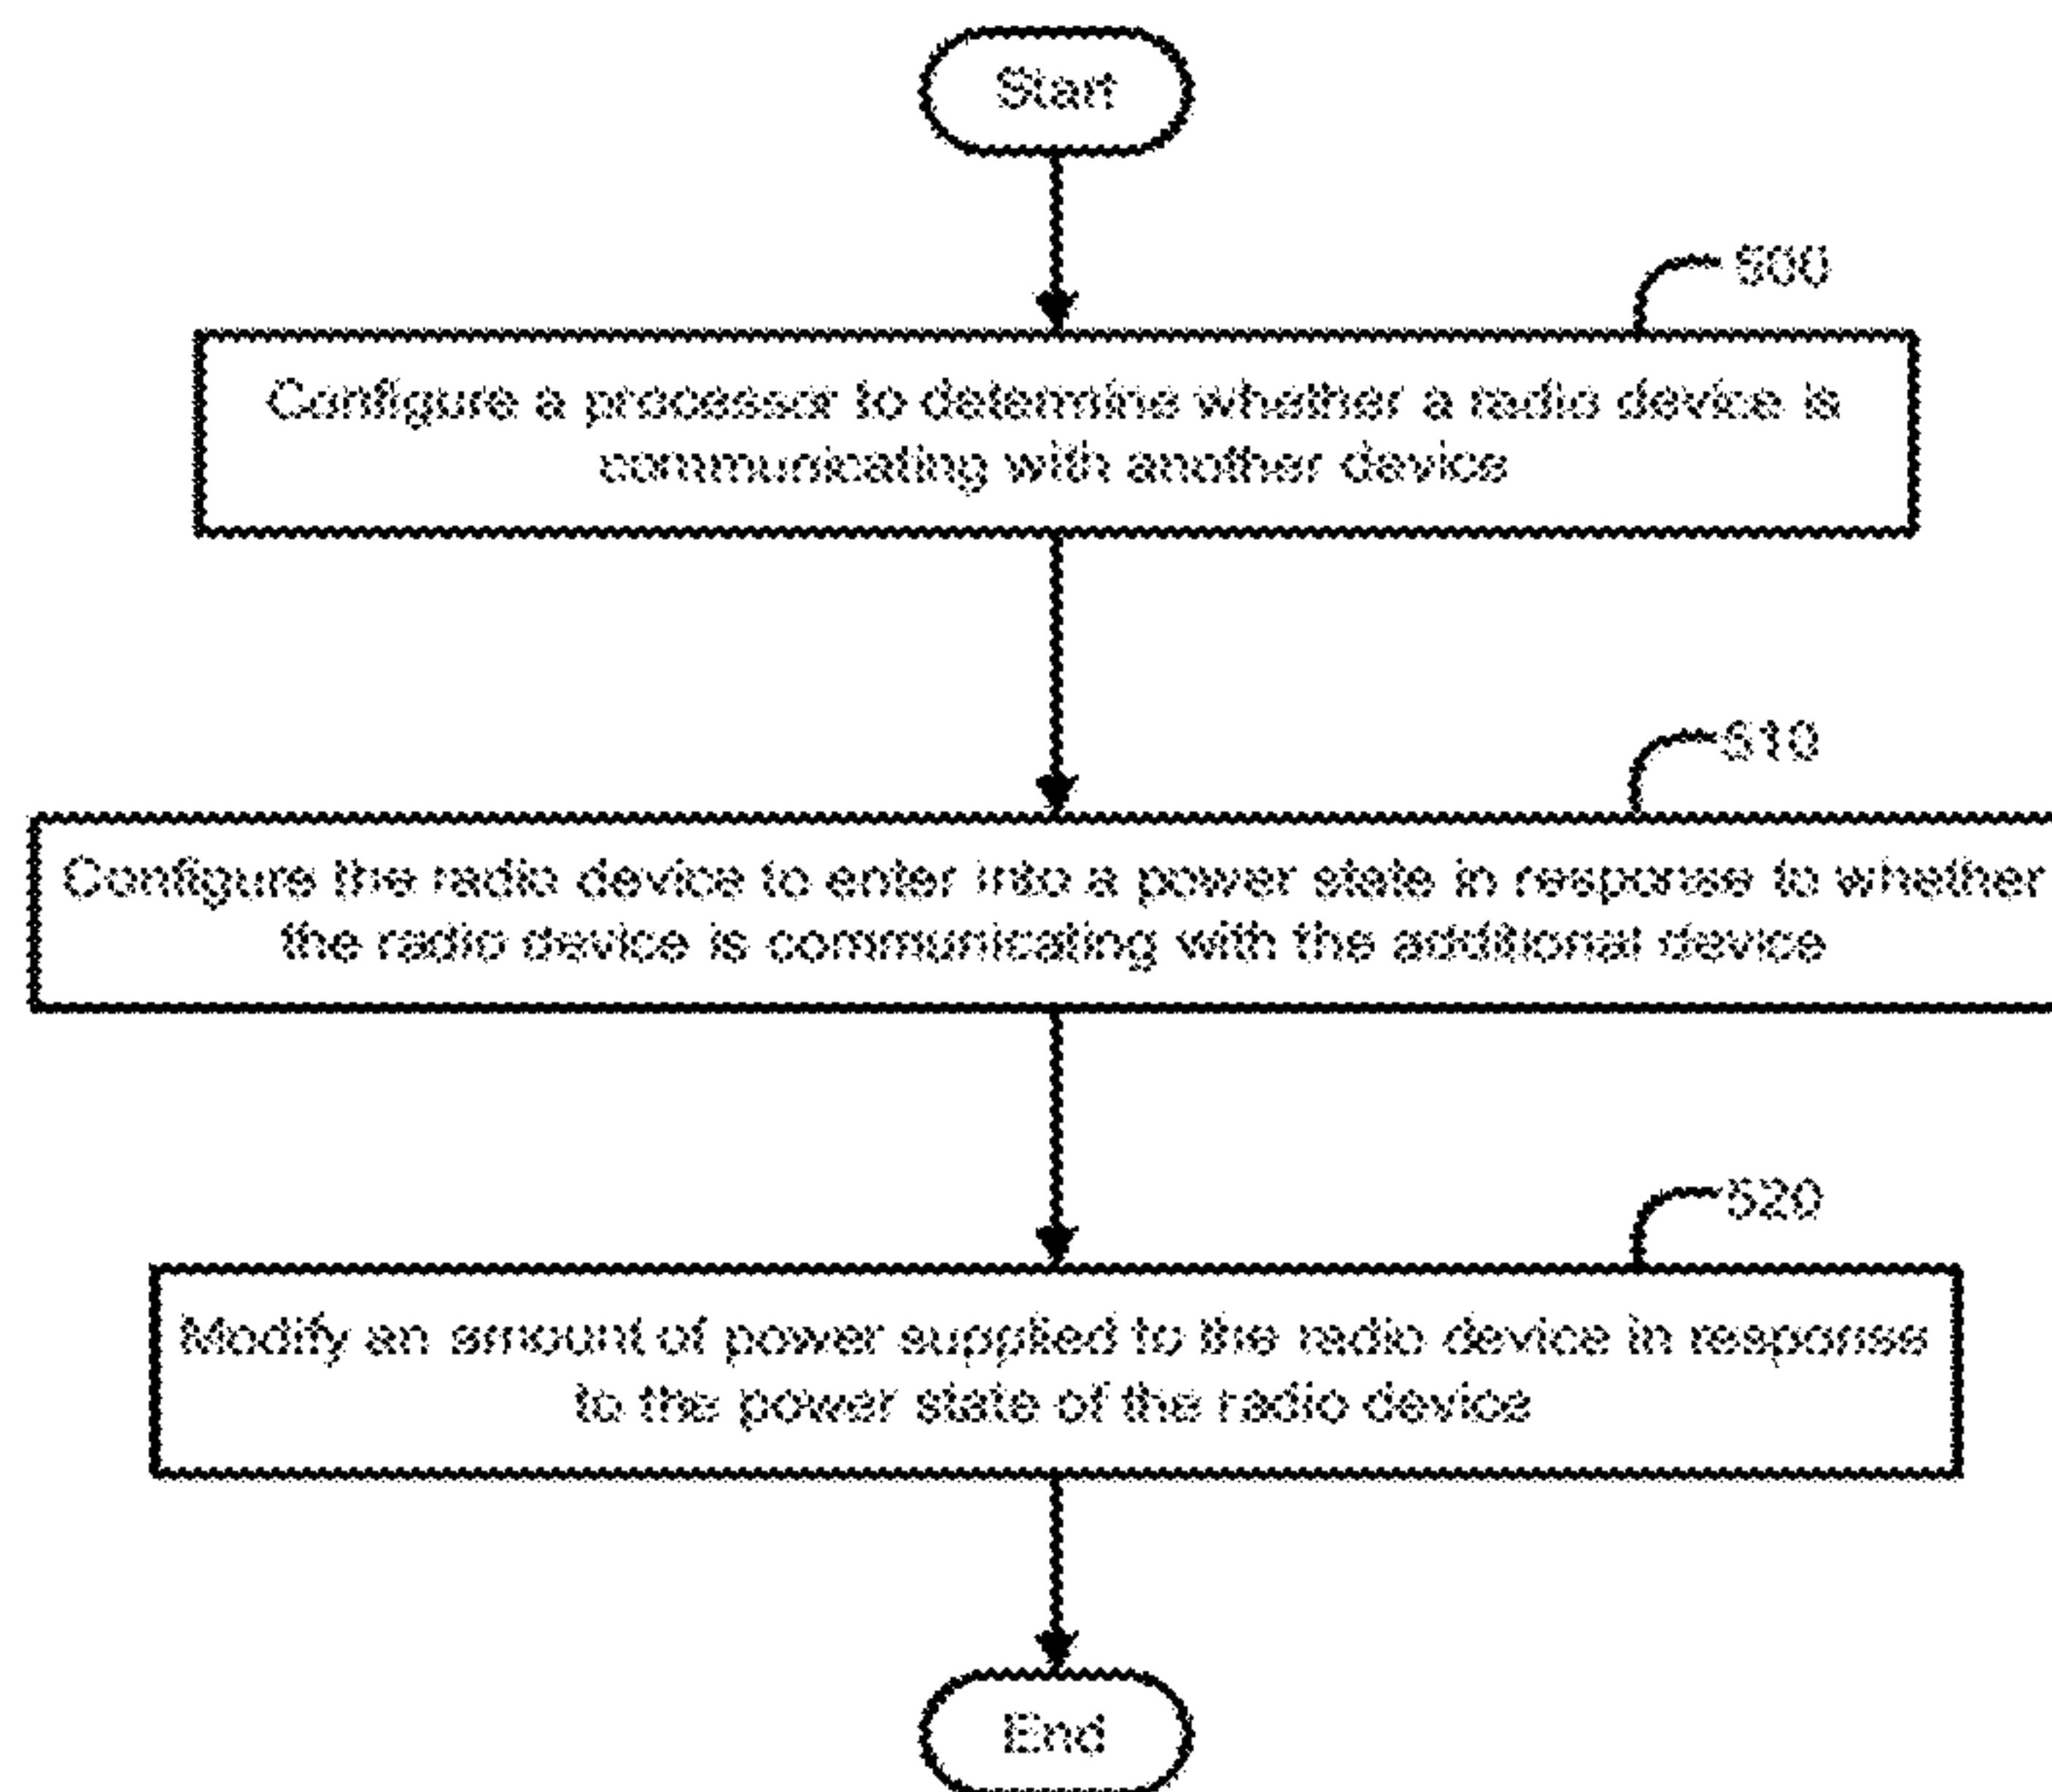 Start
500
Configure a processor to determine whether a radio device is
communicating with another device
510
Configure the radio device to enter into a power state in response to whether
the radio device is communicating with the additional device
520
Modify an amount of power supplied to the radio device in response
to the power state of the radio device
End